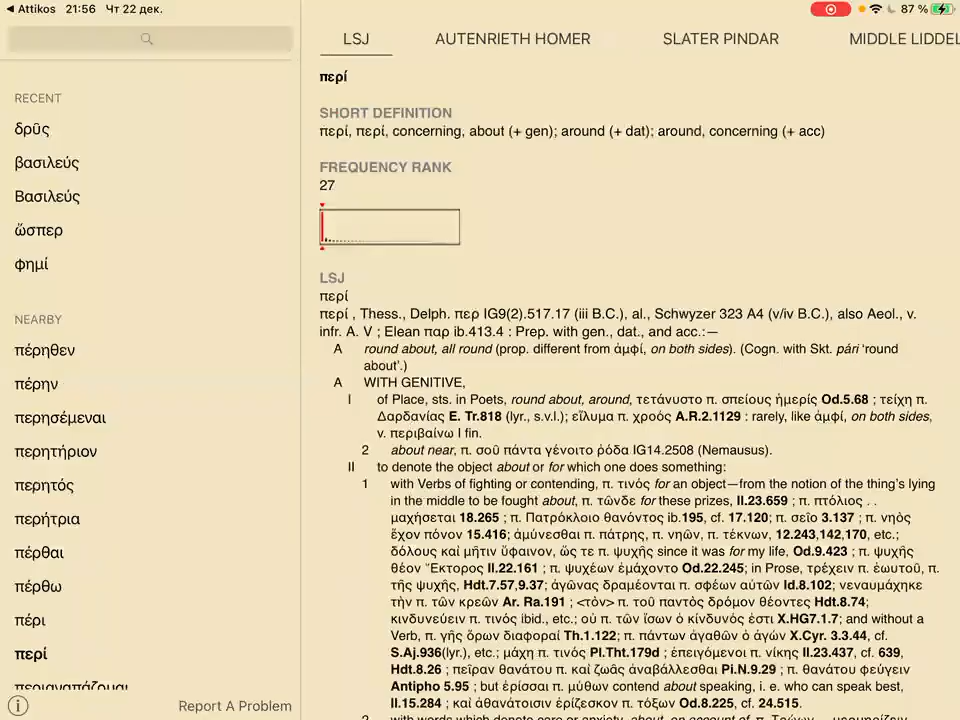 ◀ Attikos 21:56 Чт 22 дек. 87 %
LSJ AUTENRIETH HOMER SLATER PINDAR MIDDLE LIDDEL
RECENT
δρῦς
βασιλεύς
Βασιλεύς
ὥσπερ
φημί
NEARBY
πέρηθεν
πέρην
περησέμεναι
περητήριον
περητός
περήτρια
πέρθαι
πέρθω
πέρι
περί
Report A Problem
περί
SHORT DEFINITION
περί, περί, concerning, about (+ gen); around (+ dat); around, concerning (+ acc)
FREQUENCY RANK
27
LSJ
περί
περί , Thess., Delph. περ IG9(2).517.17 (iii B.C.), al., Schwyzer 323 A4 (v/iv B.C.), also Aeol., v.
infr. A. V ; Elean παρ ib.413.4 : Prep. with gen., dat., and acc.:—
A round about, all round (prop. different from ἀμφί, on both sides). (Cogn. with Skt. pári ‘round
about’.)
A WITH GENITIVE,
I of Place, sts. in Poets, round about, around, τετάνυστο π. σπείους ἡμερίς Od.5.68 ; τείχη π.
Δαρδανίας E. Tr.818 (lyr., s.v.l.); εἴλυμα π. χροός A.R.2.1129 : rarely, like ἀμφί, on both sides,
v. περιβαίνω I fin.
2 about near, π. σοῦ πάντα γένοιτο ῥόδα IG14.2508 (Nemausus).
II to denote the object about or for which one does something:
1 with Verbs of fighting or contending, π. τινός for an object—from the notion of the thing’s lying
in the middle to be fought about, π. τῶνδε for these prizes, Il.23.659 ; π. πτόλιος . .
μαχήσεται 18.265 ; π. Πατρόκλοιο θανόντος ib.195, cf. 17.120; π. σεῖο 3.137 ; π. νηὸς
ἔχον πόνον 15.416; ἀμύνεσθαι π. πάτρης, π. νηῶν, π. τέκνων, 12.243,142,170, etc.;
δόλους καὶ μῆτιν ὕφαινον, ὥς τε π. ψυχῆς since it was for my life, Od.9.423 ; π. ψυχῆς
θέον Ἕκτορος Il.22.161 ; π. ψυχέων ἐμάχοντο Od.22.245; in Prose, τρέχειν π. ἑωυτοῦ, π.
τῆς ψυχῆς, Hdt.7.57,9.37; ἀγῶνας δραμέονται π. σφέων αὐτῶν Id.8.102; νεναυμάχηκε
τὴν π. τῶν κρεῶν Ar. Ra.191 ; <τὸν> π. τοῦ παντὸς δρόμον θέοντες Hdt.8.74;
κινδυνεύειν π. τινός ibid., etc.; οὐ π. τῶν ἴσων ὁ κίνδυνός ἐστι X.HG7.1.7; and without a
Verb, π. γῆς ὅρων διαφοραί Th.1.122; π. πάντων ἀγαθῶν ὁ ἀγών X.Cyr. 3.3.44, cf.
S.Aj.936(lyr.), etc.; μάχη π. τινός Pl.Tht.179d ; ἐπειγόμενοι π. νίκης Il.23.437, cf. 639,
Hdt.8.26 ; πεῖραν θανάτου π. καὶ ζωᾶς ἀναβάλλεσθαι Pi.N.9.29 ; π. θανάτου φεύγειν
Antipho 5.95 ; but ἐρίσσαι π. μύθων contend about speaking, i. e. who can speak best,
Il.15.284 ; καὶ ἀθανάτοισιν ἐρίζεσκον π. τόξων Od.8.225, cf. 24.515.